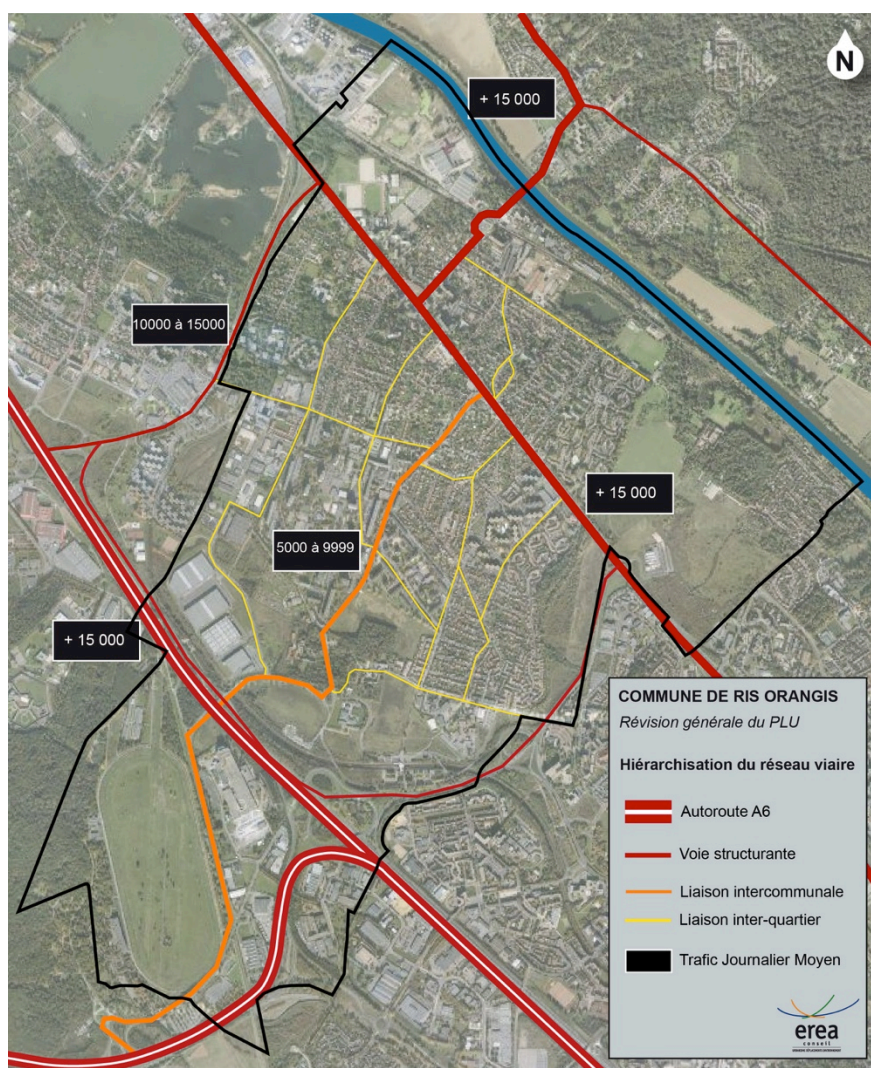 N
+ 15 000
10000 à 15000
+ 15 000
5000 à 9999
+ 15 000
COMMUNE DE RIS ORANGIS
Révision générale du PLU
Hiérarchisation du réseau viaire
Autoroute A6
Voie structurante
Liaison intercommunale
Liaison inter-quartier
Trafic Journalier Moyen
erea
conseil